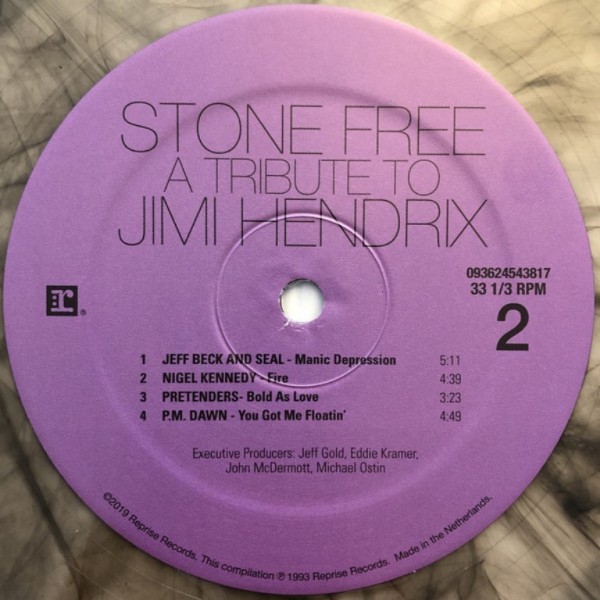 STONE FREE
A TRIBUTE TO
JIMI HENDRIX
093624543817
33 1/3 RPM
r®
2
1 JEFF BECK AND SEAL - Manic Depression 5:11
2 NIGEL KENNEDY - Fire 4:39
3 PRETENDERS- Bold As Love 3:23
4 P.M. DAWN - You Got Me Floatin' 4:49
Executive Producers: Jeff Gold, Eddie Kramer,
John McDermott, Michael Ostin
©2019 Reprise Records. This compilation ℗ 1993 Reprise Records. Made in the Netherlands.